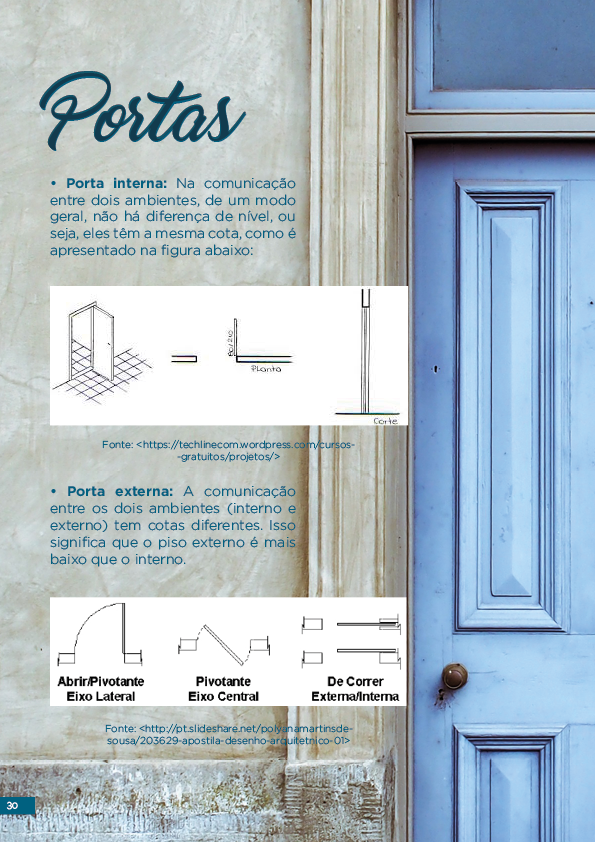 Portas
• Porta interna: Na comunicação
entre dois ambientes, de um modo
geral, não há diferença de nível, ou
seja, eles têm a mesma cota, como é
apresentado na figura abaixo:
80/210
Planta
Corte
Fonte: <https://techlinecom.wordpress.com/cursos-
-gratuitos/projetos/>
• Porta externa: A comunicação
entre os dois ambientes (interno e
externo) tem cotas diferentes. Isso
significa que o piso externo é mais
baixo que o interno.
Abrir/Pivotante
Eixo Lateral
Pivotante
Eixo Central
De Correr
Externa/Interna
Fonte: <http://pt.slideshare.net/polyanamartinsde-
sousa/203629-apostila-desenho-arquitetnico-01>
30